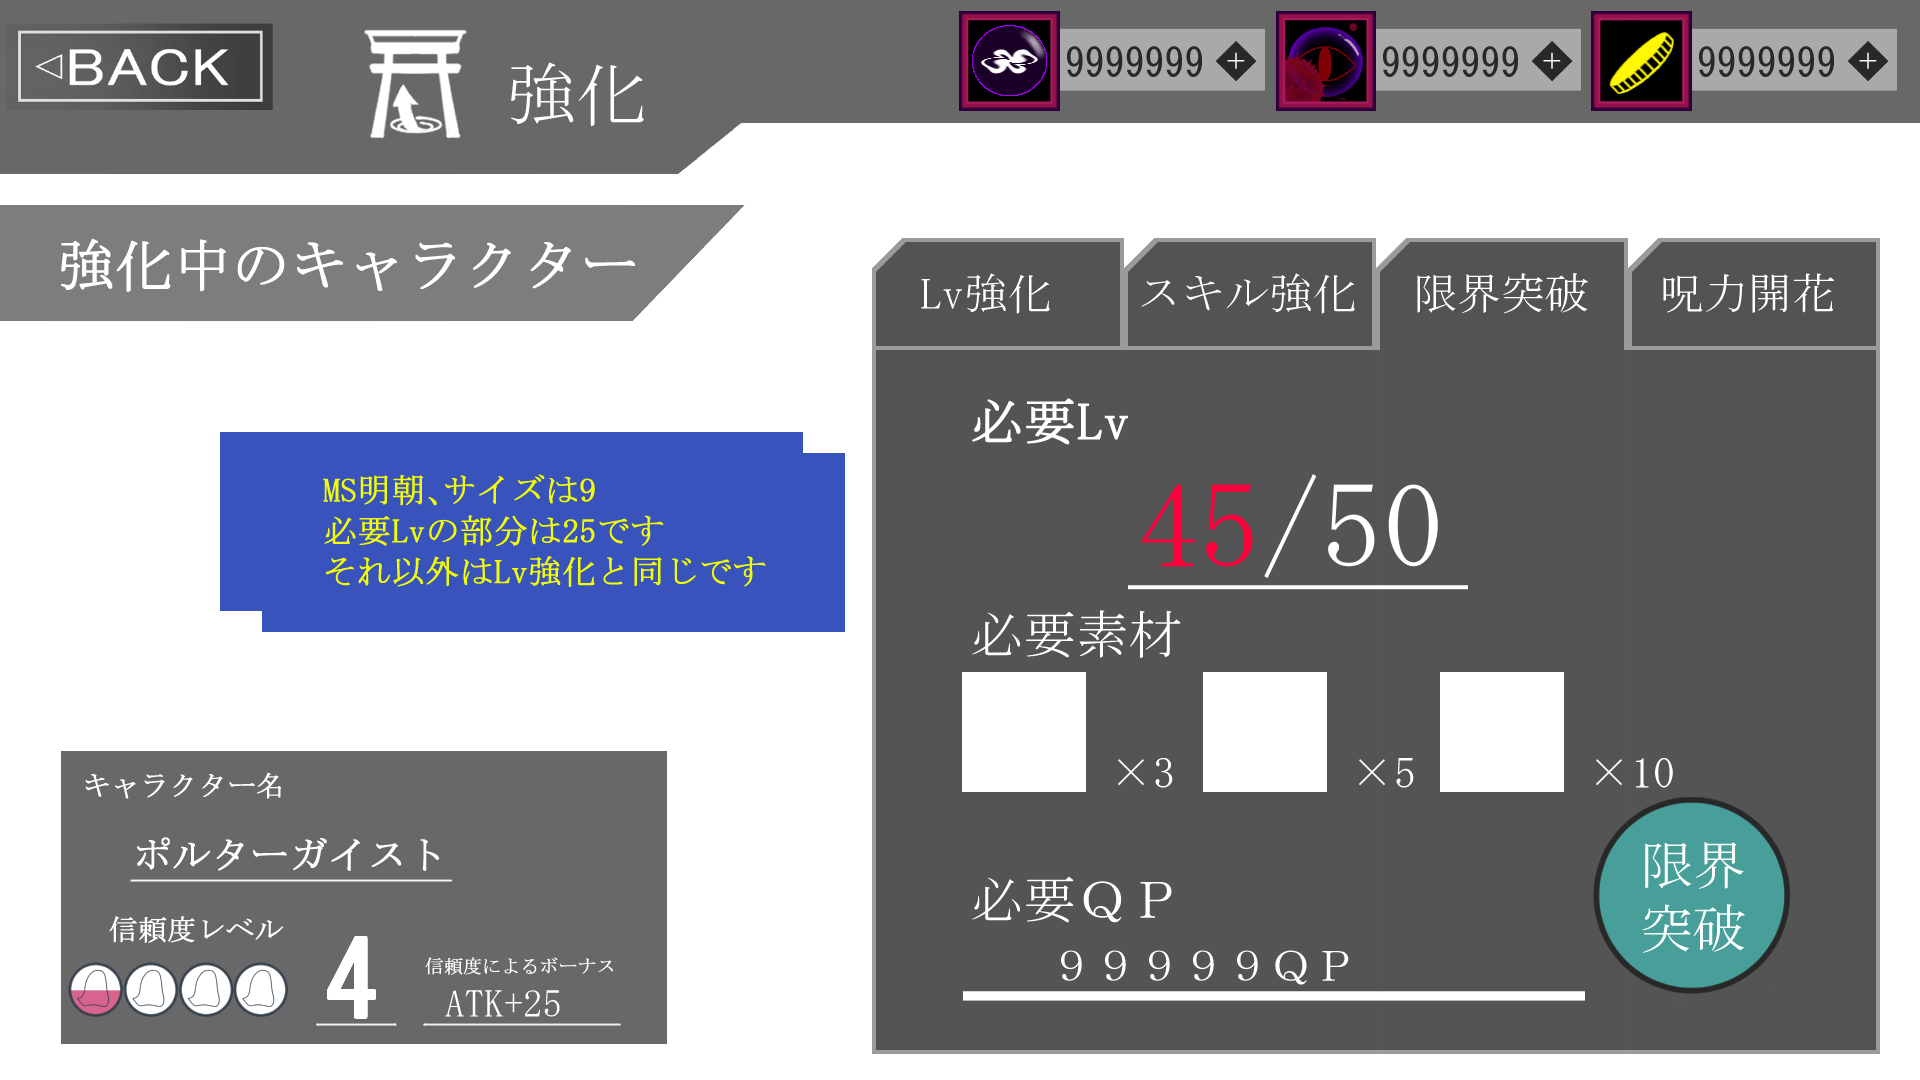 ◁BACK
強化
9999999
9999999
9999999
強化中のキャラクター
Lv強化
スキル強化
限界突破
呪力開花
MS明朝、サイズは9
必要Lvの部分は25です
それ以外はLv強化と同じです
必要Lv
45/50
必要素材
×3
×5
×10
必要ＱＰ
９９９９９ＱＰ
限界
突破
キャラクター名
ポルターガイスト
信頼度レベル
4
信頼度によるボーナス
ATK+25